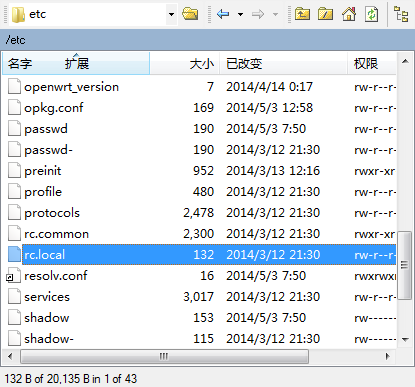 etc
/etc
名字 扩展 大小 已改变 权限
openwrt_version 7 2014/4/14 0:17 rw-r--r-
opkg.conf 169 2014/5/3 12:58 rw-r--r-
passwd 190 2014/5/3 7:50 rw-r--r-
passwd- 190 2014/3/12 21:30 rw-r--r-
preinit 952 2014/3/13 12:16 rwxr-xr
profile 480 2014/3/12 21:30 rw-r--r-
protocols 2,478 2014/3/12 21:30 rw-r--r-
rc.common 2,300 2014/3/12 21:30 rwxr-xr
rc.local 132 2014/3/12 21:30 rw-r--r-
resolv.conf 16 2014/5/3 7:50 rwxrwx
services 3,017 2014/3/12 21:30 rw-r--r-
shadow 153 2014/5/3 7:50 rw-----
shadow- 115 2014/3/12 21:30 rw-----
132 B of 20,135 B in 1 of 43